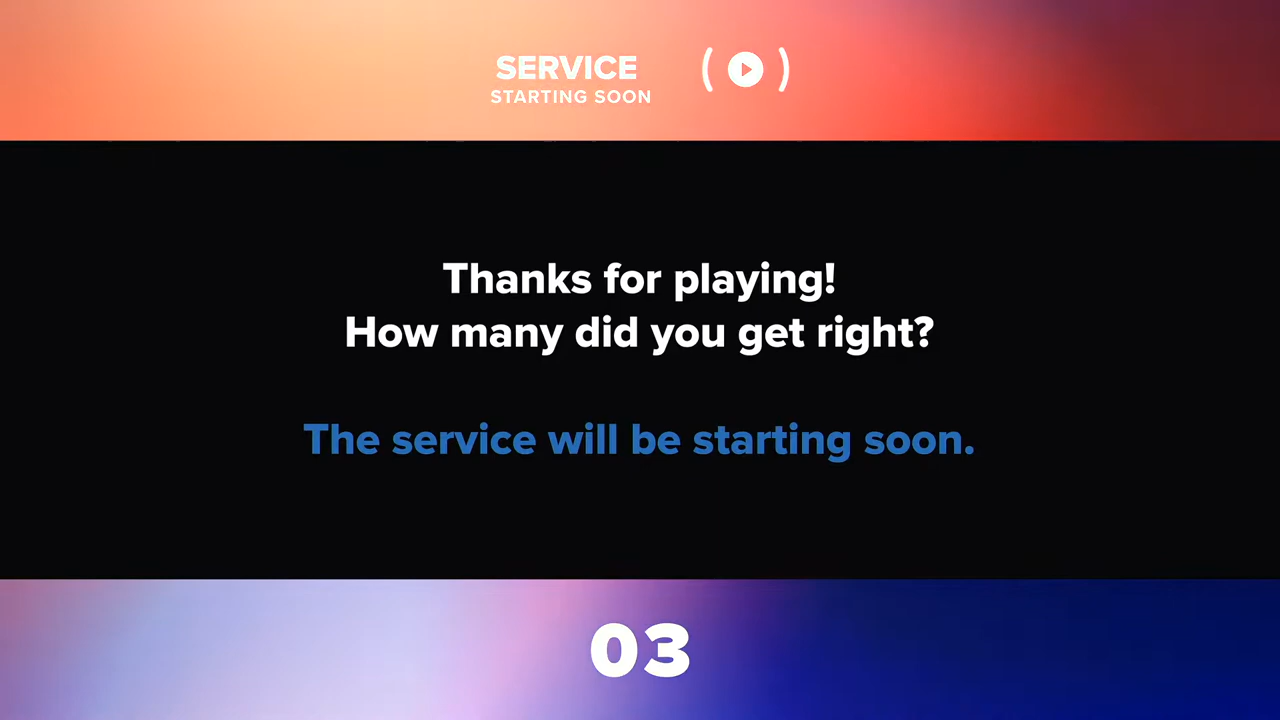 SERVICE
STARTING SOON
Thanks for playing!
How many did you get right?
The service will be starting soon.
03